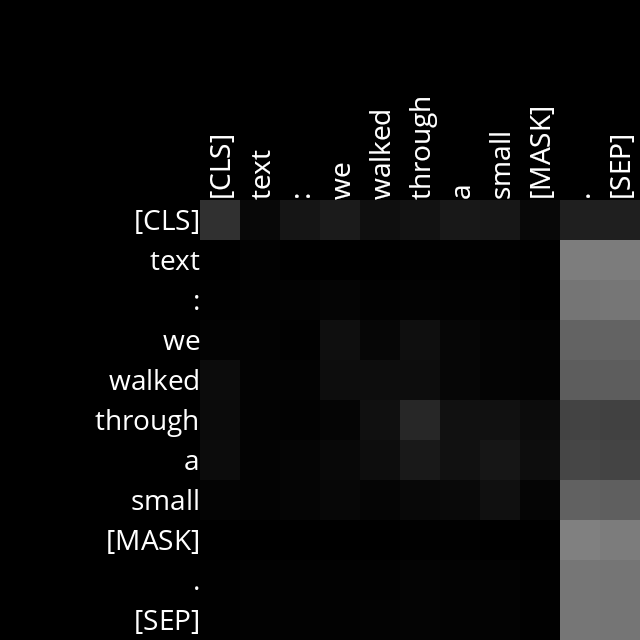 [CLS] text : we walked through a small [MASK] . [SEP]
[CLS]
text
:
we
walked
through
a
small
[MASK]
.
[SEP]